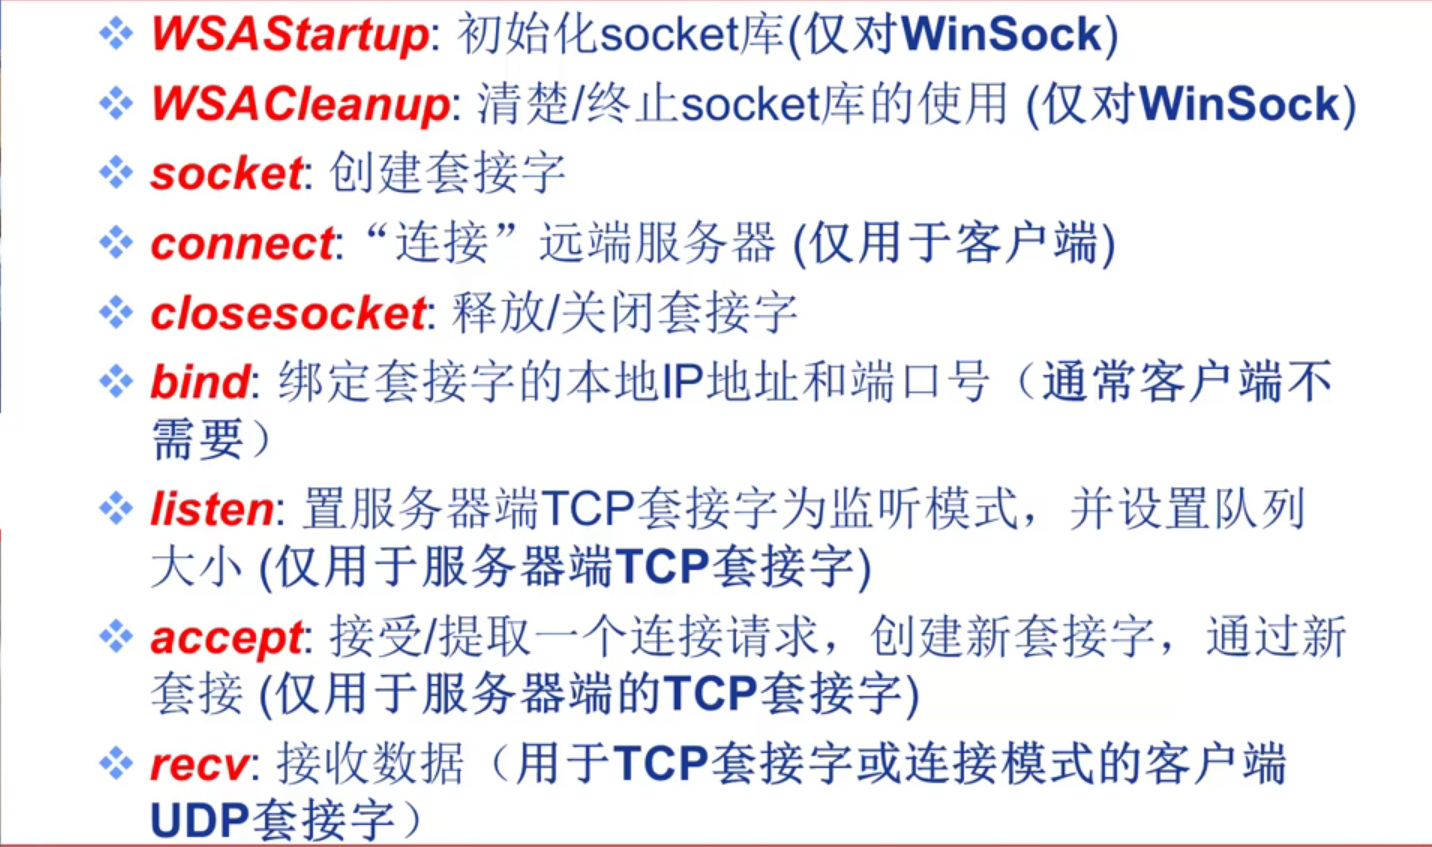 WSAStartup: 初始化socket库(仅对WinSock)
WSACleanup: 清楚/终止socket库的使用 (仅对WinSock)
socket: 创建套接字
connect: “连接”远端服务器 (仅用于客户端)
closesocket: 释放/关闭套接字
bind: 绑定套接字的本地IP地址和端口号（通常客户端不
需要）
listen: 置服务器端TCP套接字为监听模式，并设置队列
大小 (仅用于服务器端TCP套接字)
accept: 接受/提取一个连接请求，创建新套接字，通过新
套接 (仅用于服务器端的TCP套接字)
recv: 接收数据（用于TCP套接字或连接模式的客户端
UDP套接字）